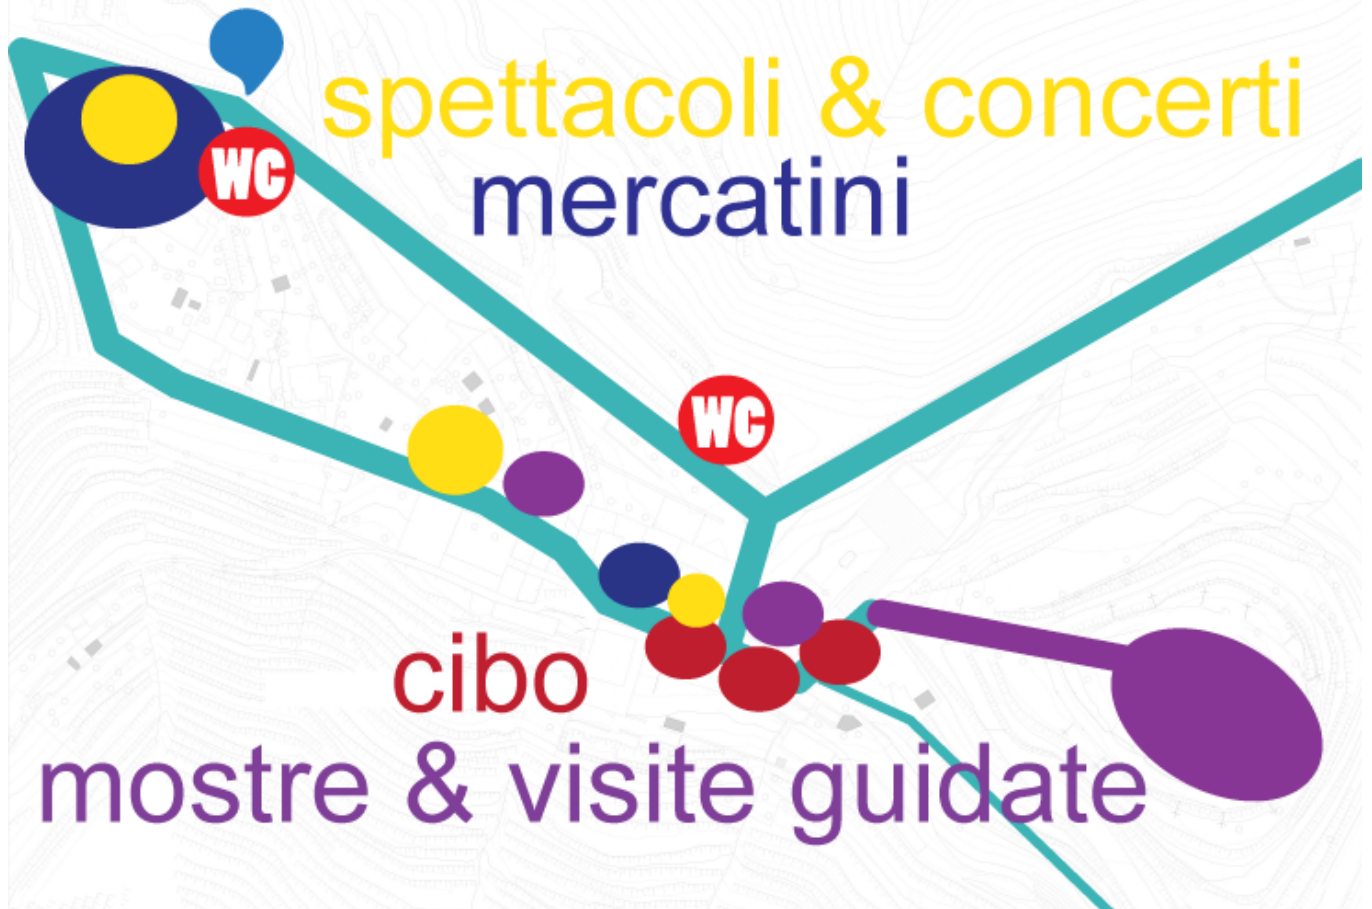 spettacoli & concerti
WC
mercatini
WC
cibo
mostre & visite guidate